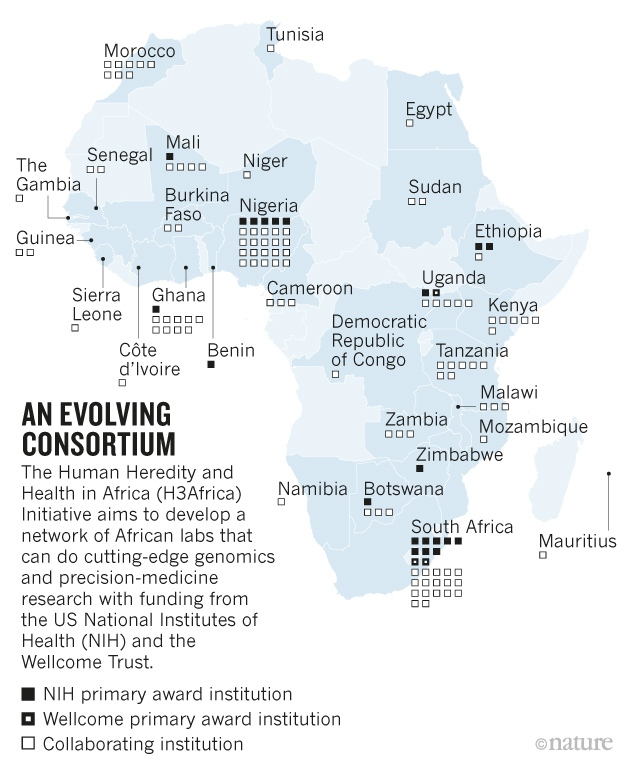 Tunisia
Morocco
Egypt
Mali
Senegal
Niger
The
Gambia
Burkina
Faso
Sudan
Nigeria
Ethiopia
Guinea
Uganda
Cameroon
Sierra
Leone
Ghana
Kenya
Democratic
Republic
of Congo
Côte
d’Ivoire
Benin
Tanzania
Malawi
Zambia
Mozambique
Zimbabwe
Namibia
Botswana
South Africa
Mauritius
AN EVOLVING
CONSORTIUM
The Human Heredity and
Health in Africa (H3Africa)
Initiative aims to develop a
network of African labs that
can do cutting-edge genomics
and precision-medicine
research with funding from
the US National Institutes of
Health (NIH) and the
Wellcome Trust.
NIH primary award institution
Wellcome primary award institution
Collaborating institution
©nature